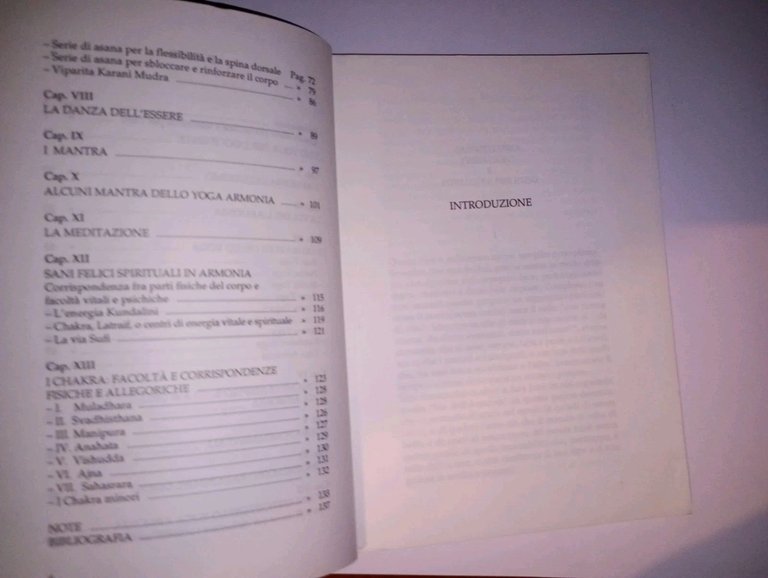 – Serie di asana per la flessibilità e la spina dorsale Pag. 72
– Serie di asana per sbloccare e rinforzare il corpo » 79
– Viparita Karani Mudra » 86
Cap. VIII
LA DANZA DELL'ESSERE » 89
Cap. IX
I MANTRA » 97
Cap. X
ALCUNI MANTRA DELLO YOGA ARMONIA » 101
Cap. XI
LA MEDITAZIONE » 109
Cap. XII
SANI FELICI SPIRITUALI IN ARMONIA
Corrispondenza fra parti fisiche del corpo e
facoltà vitali e psichiche » 115
– L'energia Kundalini » 116
– Chakra, Lataif, o centri di energia vitale e spirituale » 119
– La via Sufi » 121
Cap. XIII
I CHAKRA: FACOLTÀ E CORRISPONDENZE
FISICHE E ALLEGORICHE » 123
– I. Muladhara » 125
– II. Svadhisthana » 126
– III. Manipura » 127
– IV. Anahata » 129
– V. Vishudda » 130
– VI. Ajna » 131
– VII. Sahasrara » 132
– I Chakra minori
NOTE
BIBLIOGRAFIA » 137
INTRODUZIONE